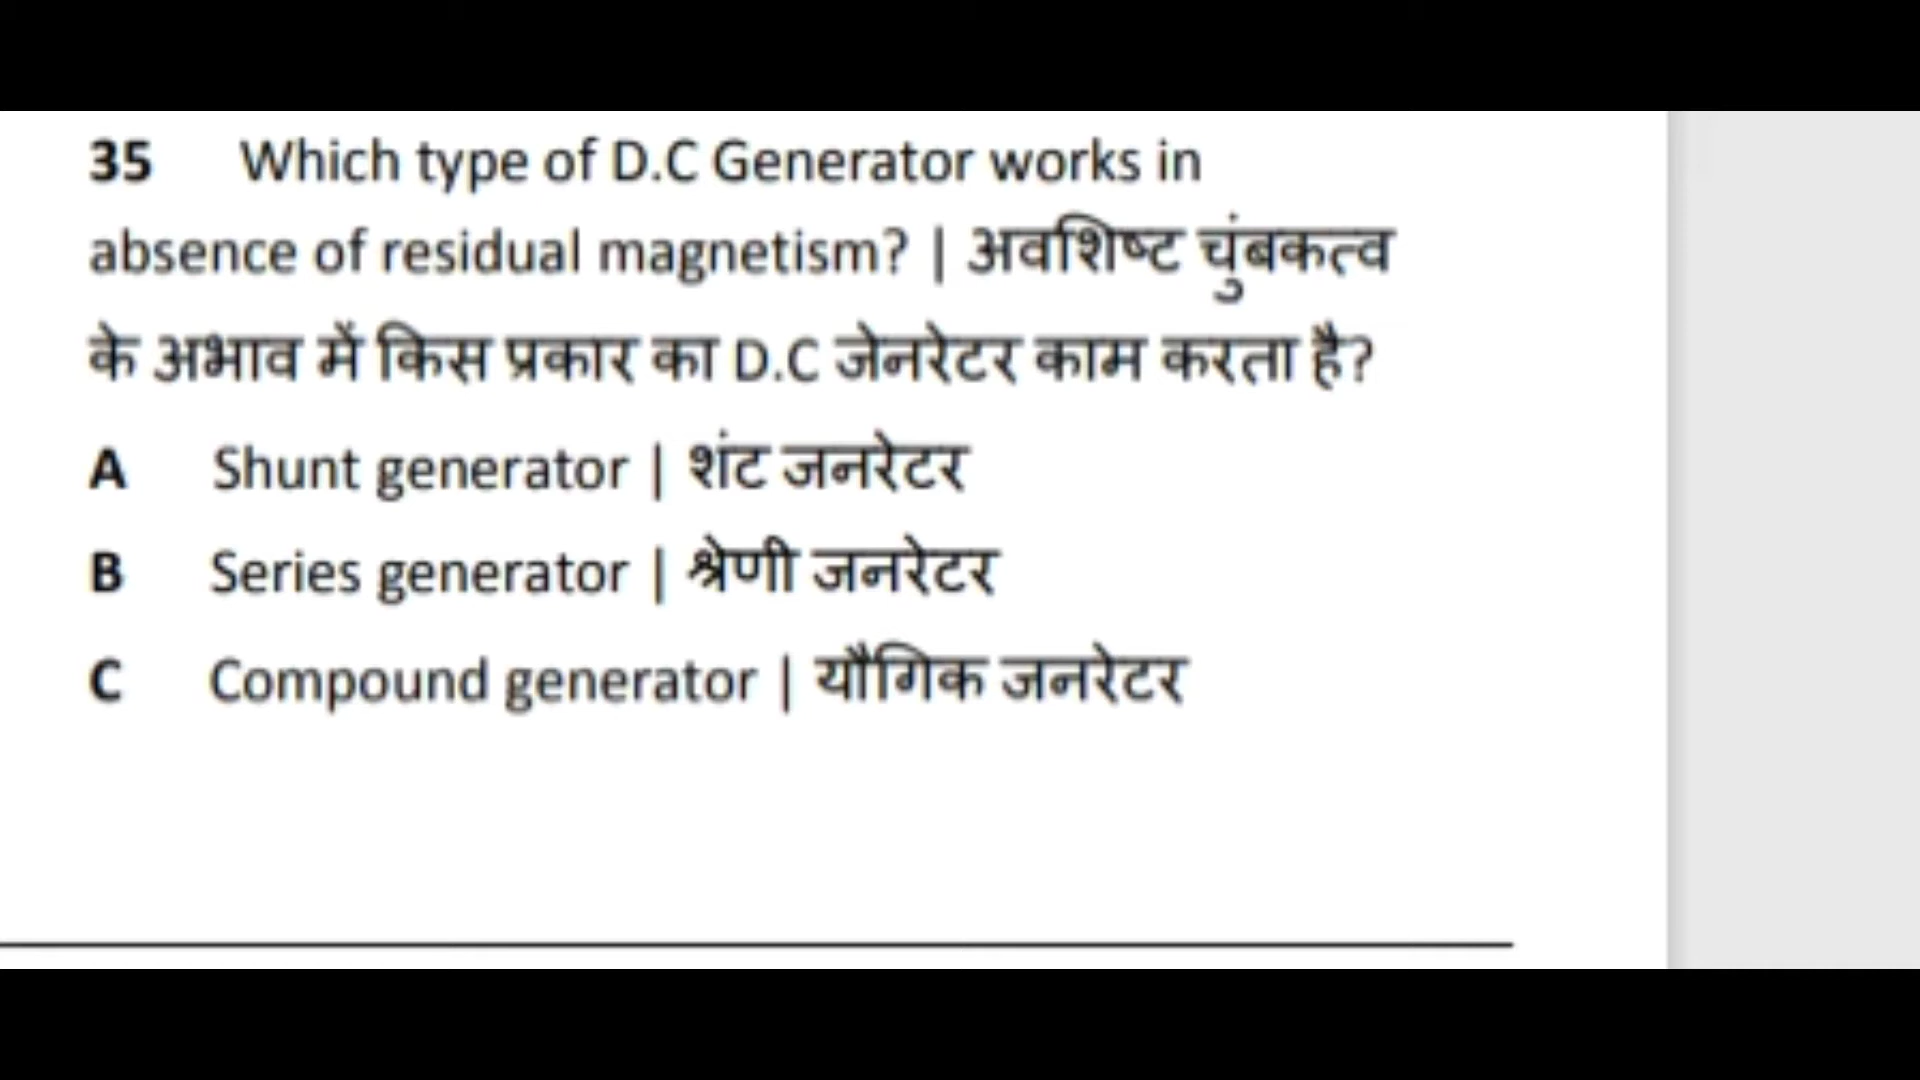 35 Which type of D.C Generator works in
absence of residual magnetism? | अवशिष्ट चुंबकत्व
के अभाव में किस प्रकार का D.C जेनरेटर काम करता है?
A Shunt generator | शंट जनरेटर
B Series generator | श्रेणी जनरेटर
C Compound generator | यौगिक जनरेटर